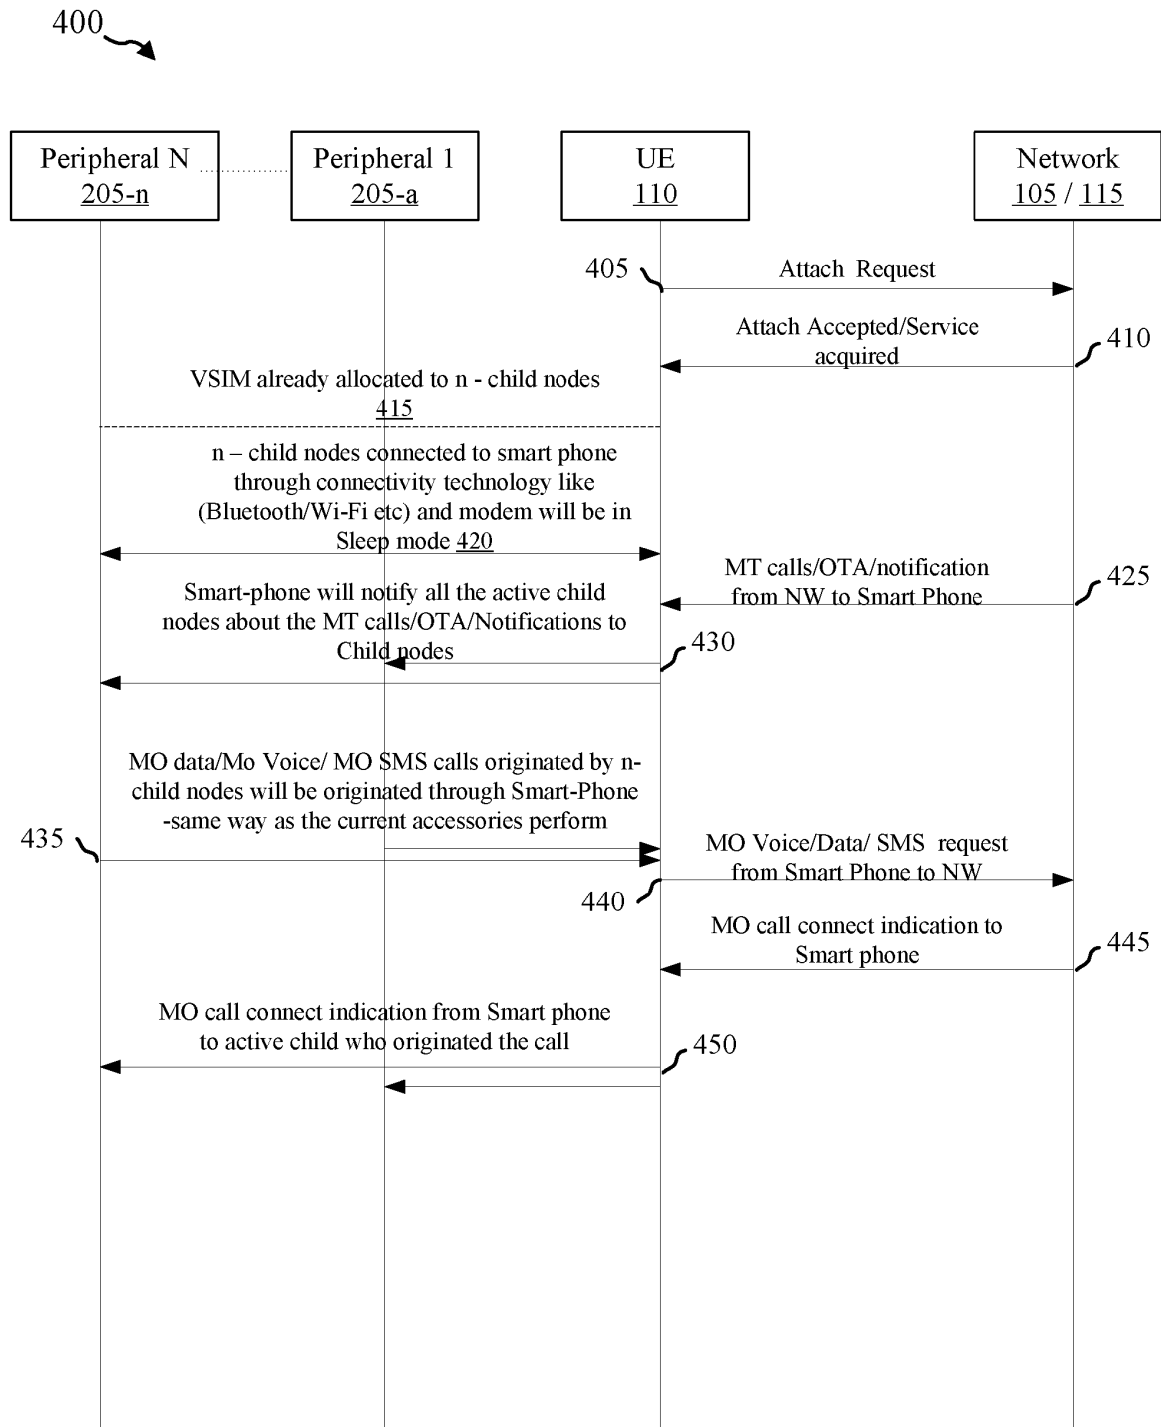 400
Peripheral N
205-n
Peripheral 1
205-a
UE
110
Network
105 / 115
405
Attach Request
Attach Accepted/Service
acquired
410
VSIM already allocated to n - child nodes
415
n – child nodes connected to smart phone
through connectivity technology like
(Bluetooth/Wi-Fi etc) and modem will be in
Sleep mode 420
MT calls/OTA/notification
from NW to Smart Phone
425
Smart-phone will notify all the active child
nodes about the MT calls/OTA/Notifications to
Child nodes
430
MO data/Mo Voice/ MO SMS calls originated by n-
child nodes will be originated through Smart-Phone
-same way as the current accessories perform
435
MO Voice/Data/ SMS request
from Smart Phone to NW
440
MO call connect indication to
Smart phone
445
MO call connect indication from Smart phone
to active child who originated the call
450